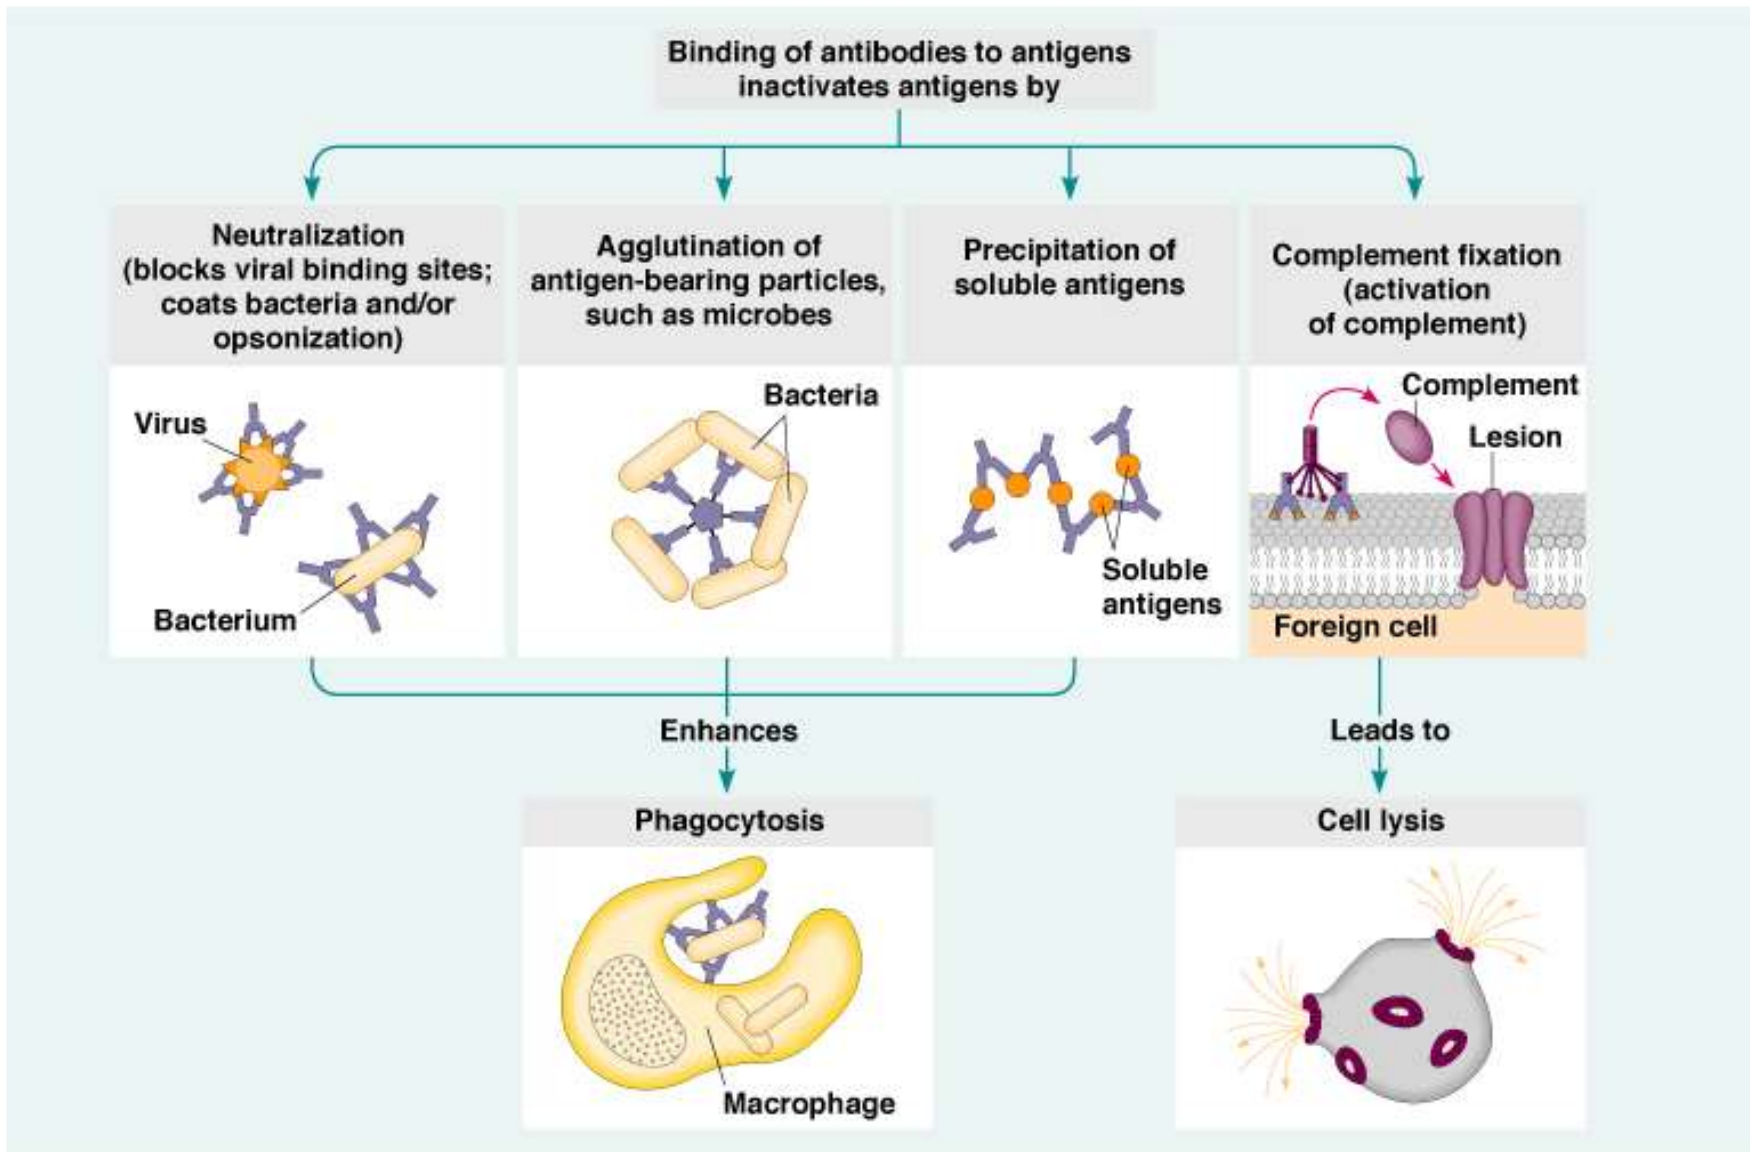 Binding of antibodies to antigens
inactivates antigens by
Neutralization
(blocks viral binding sites;
coats bacteria and/or
opsonization)
Agglutination of
antigen-bearing particles,
such as microbes
Precipitation of
soluble antigens
Complement fixation
(activation
of complement)
Virus
Bacterium
Bacteria
Soluble
antigens
Complement
Lesion
Foreign cell
Enhances
Leads to
Phagocytosis
Macrophage
Cell lysis